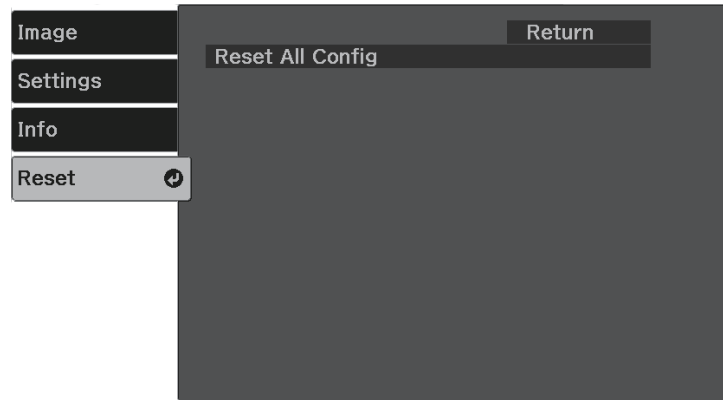 Image
Settings
Info
Reset
Return
Reset All Config